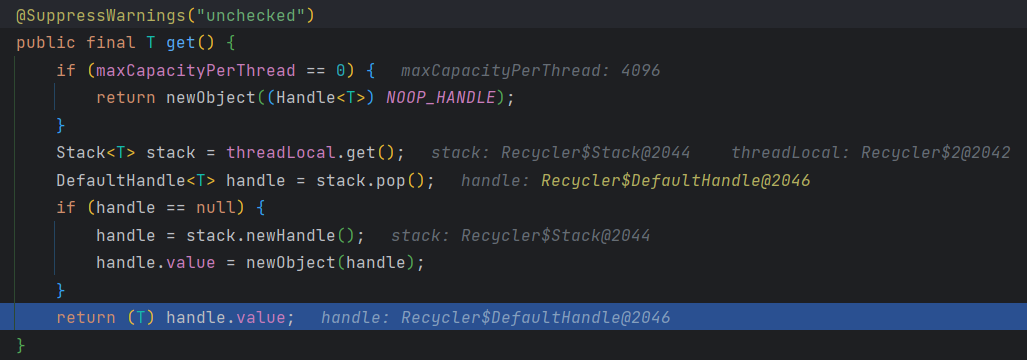 @SuppressWarnings("unchecked")
public final T get() {
    if (maxCapacityPerThread == 0) {   maxCapacityPerThread: 4096
        return newObject((Handle<T>) NOOP_HANDLE);
    }
    Stack<T> stack = threadLocal.get();   stack: Recycler$Stack@2044    threadLocal: Recycler$2@2042
    DefaultHandle<T> handle = stack.pop();   handle: Recycler$DefaultHandle@2046
    if (handle == null) {
        handle = stack.newHandle();   stack: Recycler$Stack@2044
        handle.value = newObject(handle);
    }
    return (T) handle.value;   handle: Recycler$DefaultHandle@2046
}